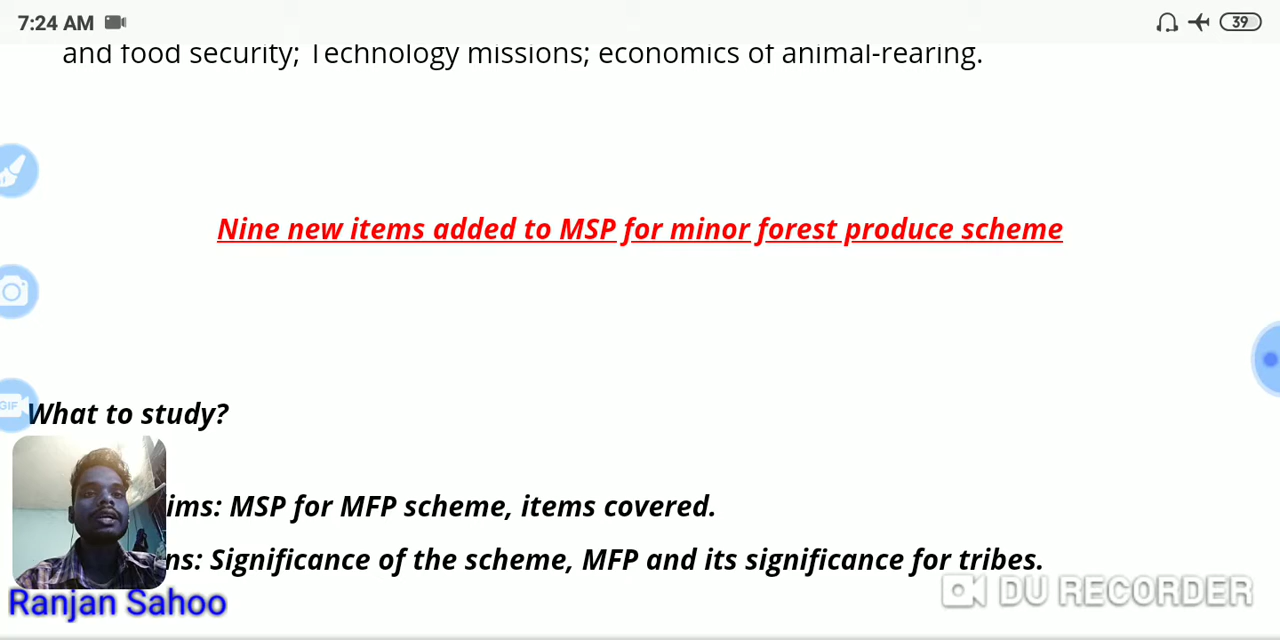 7:24 AM
39
and food security; Technology missions; economics of animal-rearing.
Nine new items added to MSP for minor forest produce scheme
GIF
What to study?
ims: MSP for MFP scheme, items covered.
ns: Significance of the scheme, MFP and its significance for tribes.
Ranjan Sahoo
DU RECORDER